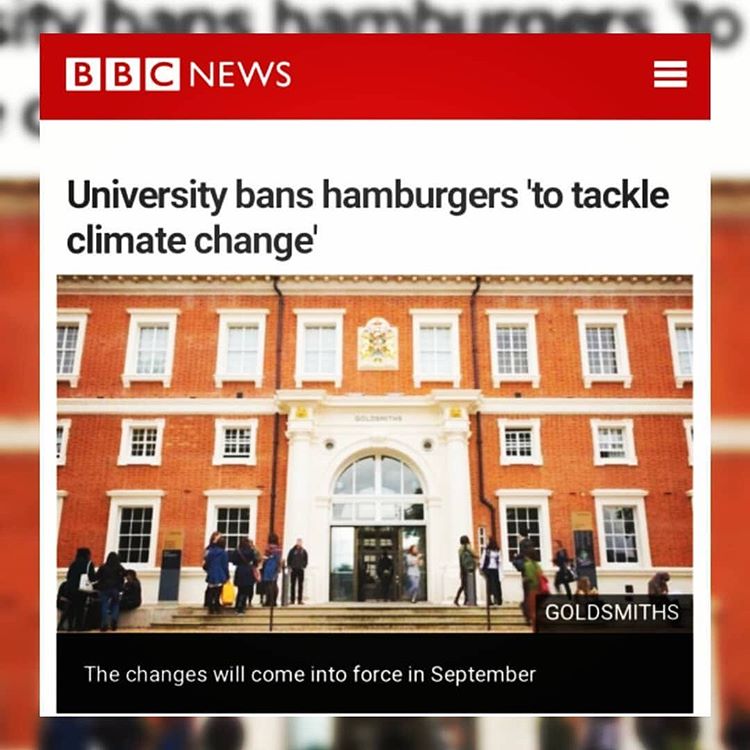 BBC NEWS
University bans hamburgers 'to tackle
climate change'
GOLDSMITHS
GOLDSMITHS
The changes will come into force in September